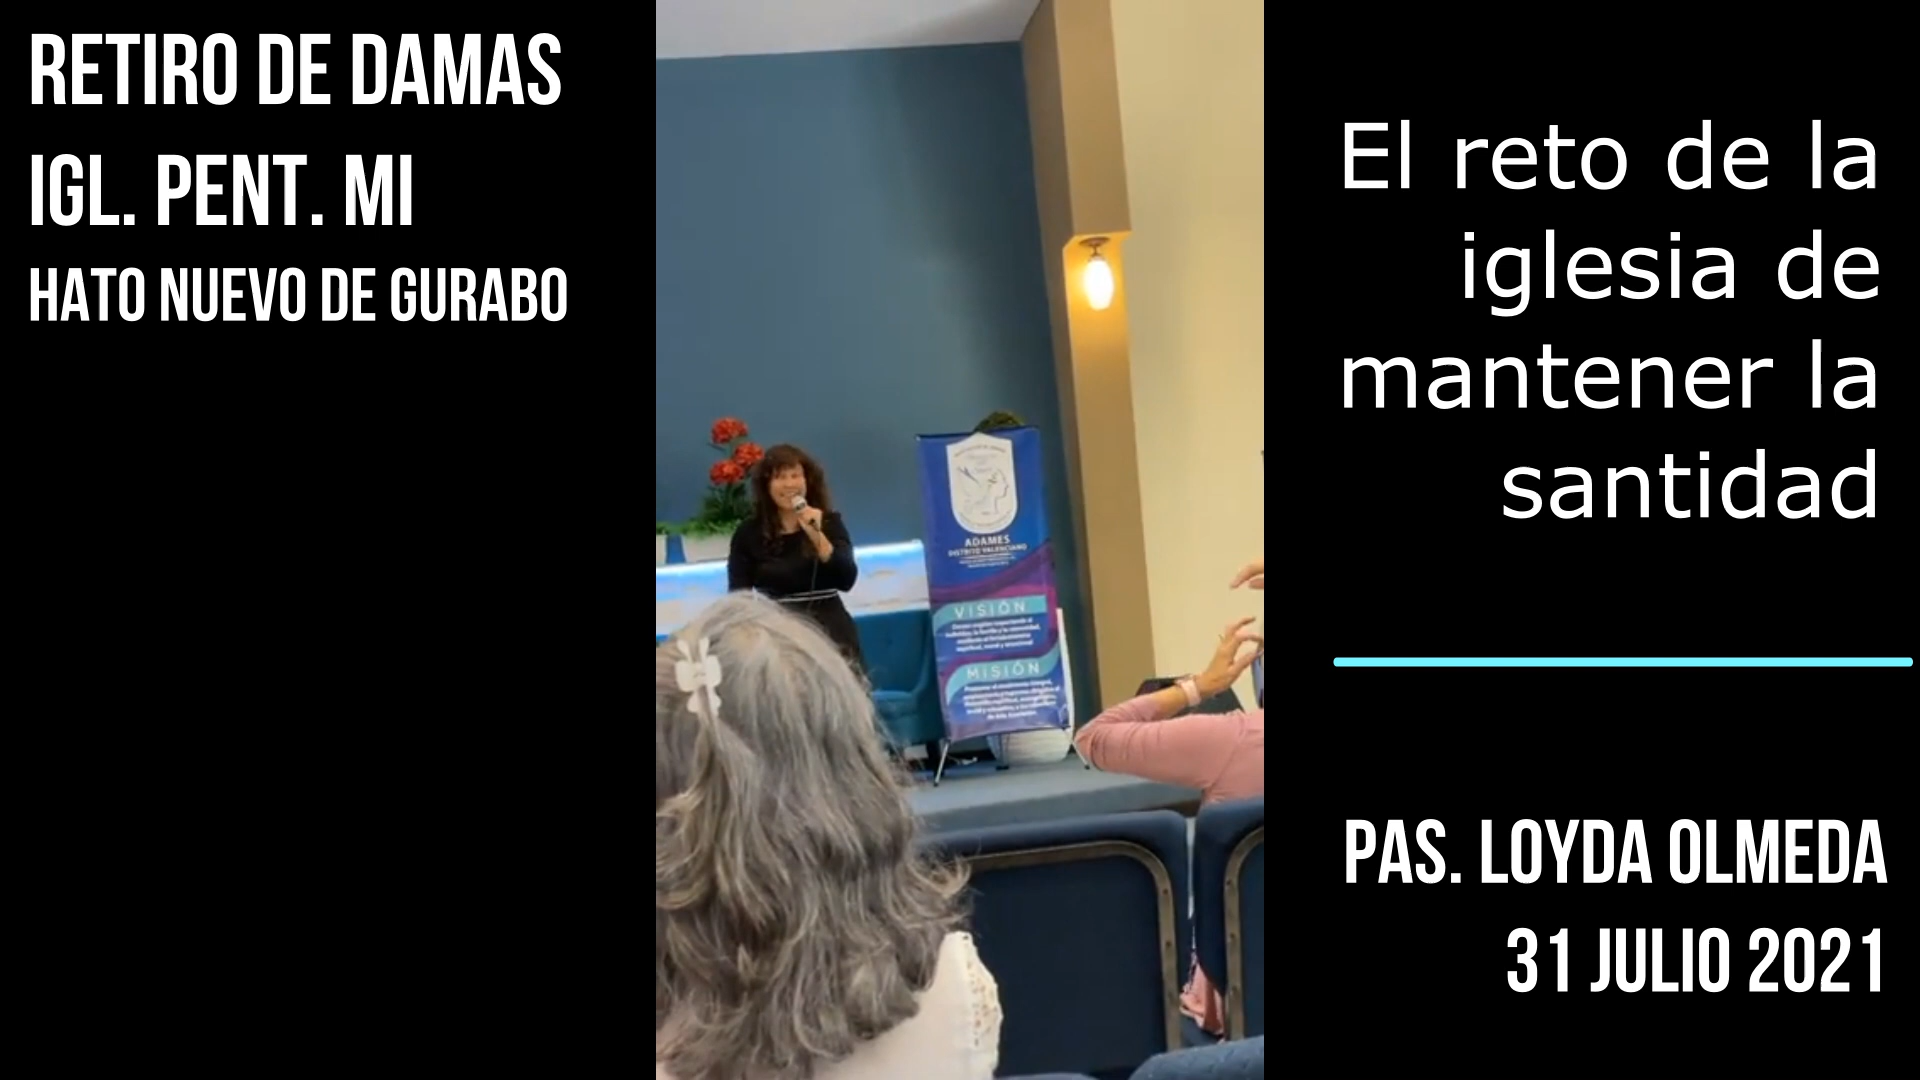 RETIRO DE DAMAS
IGL. PENT. MI
HATO NUEVO DE GURABO
El reto de la
iglesia de
mantener la
santidad
PAS. LOYDA OLMEDA
31 JULIO 2021
ADAMES
DISTRITO VALENCIANO
VISIÓN
MISIÓN